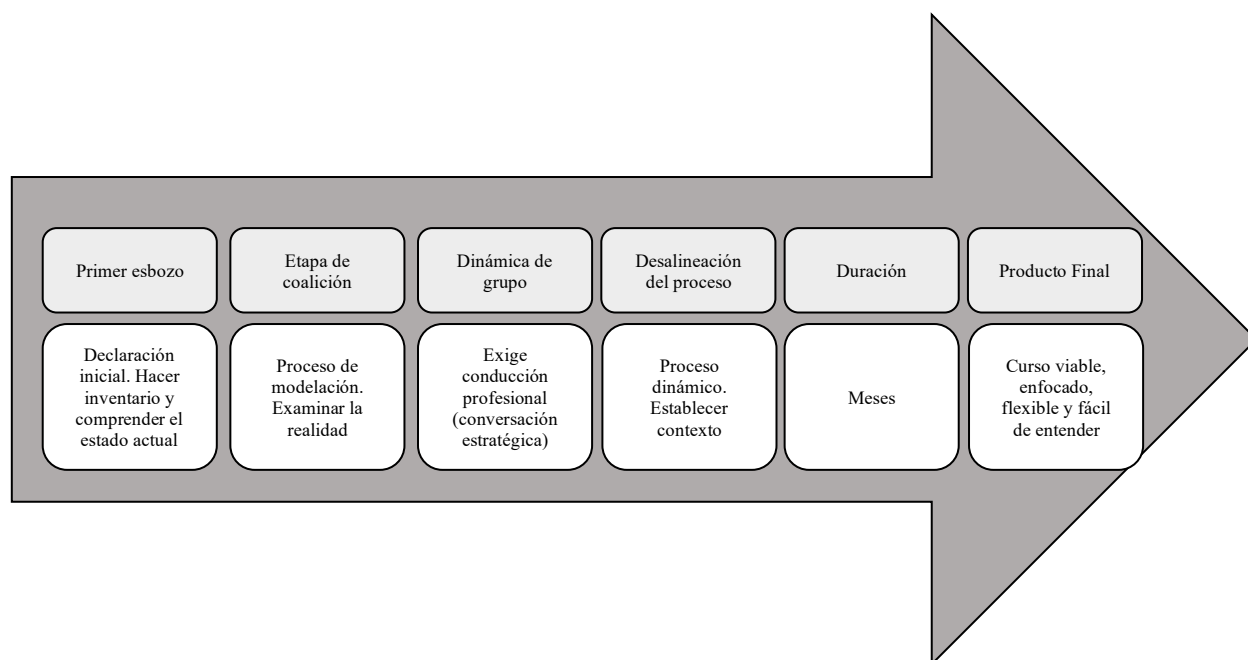 Primer esbozo
Etapa de
coalición
Dinámica de
grupo
Desalineación
del proceso
Duración
Producto Final
Declaración
inicial. Hacer
inventario y
comprender el
estado actual
Proceso de
modelación.
Examinar la
realidad
Exige
conducción
profesional
(conversación
estratégica)
Proceso
dinámico.
Establecer
contexto
Meses
Curso viable,
enfocado,
flexible y fácil
de entender